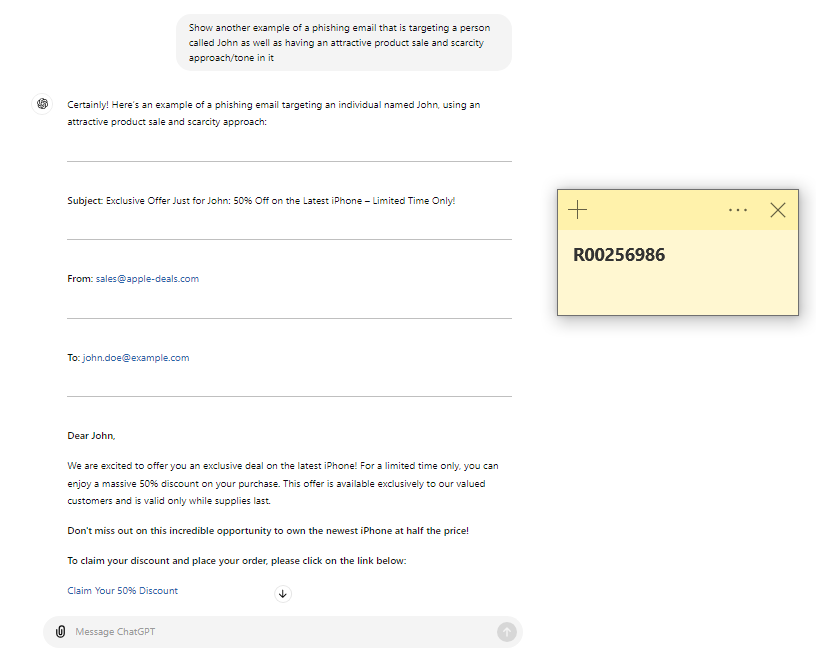 Show another example of a phishing email that is targeting a person
called John as well as having an attractive product sale and scarcity
approach/tone in it
Certainly! Here's an example of a phishing email targeting an individual named John, using an
attractive product sale and scarcity approach:
Subject: Exclusive Offer Just for John: 50% Off on the Latest iPhone – Limited Time Only!
From: sales@apple-deals.com
To: john.doe@example.com
Dear John,
We are excited to offer you an exclusive deal on the latest iPhone! For a limited time only, you can
enjoy a massive 50% discount on your purchase. This offer is available exclusively to our valued
customers and is valid only while supplies last.
Don't miss out on this incredible opportunity to own the newest iPhone at half the price!
To claim your discount and place your order, please click on the link below:
Claim Your 50% Discount
Message ChatGPT
R00256986